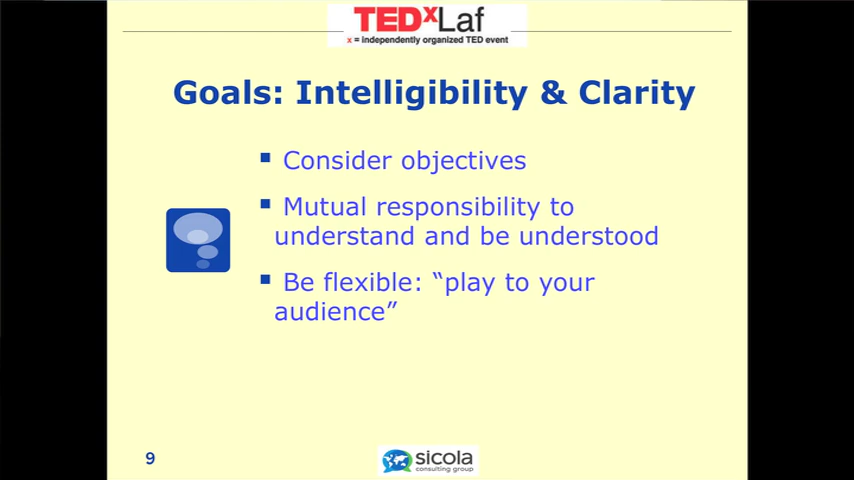 TEDxLaf
x = independently organized TED event
Goals: Intelligibility & Clarity
Consider objectives
Mutual responsibility to
understand and be understood
Be flexible: “play to your
audience”
9
sicola
consulting group